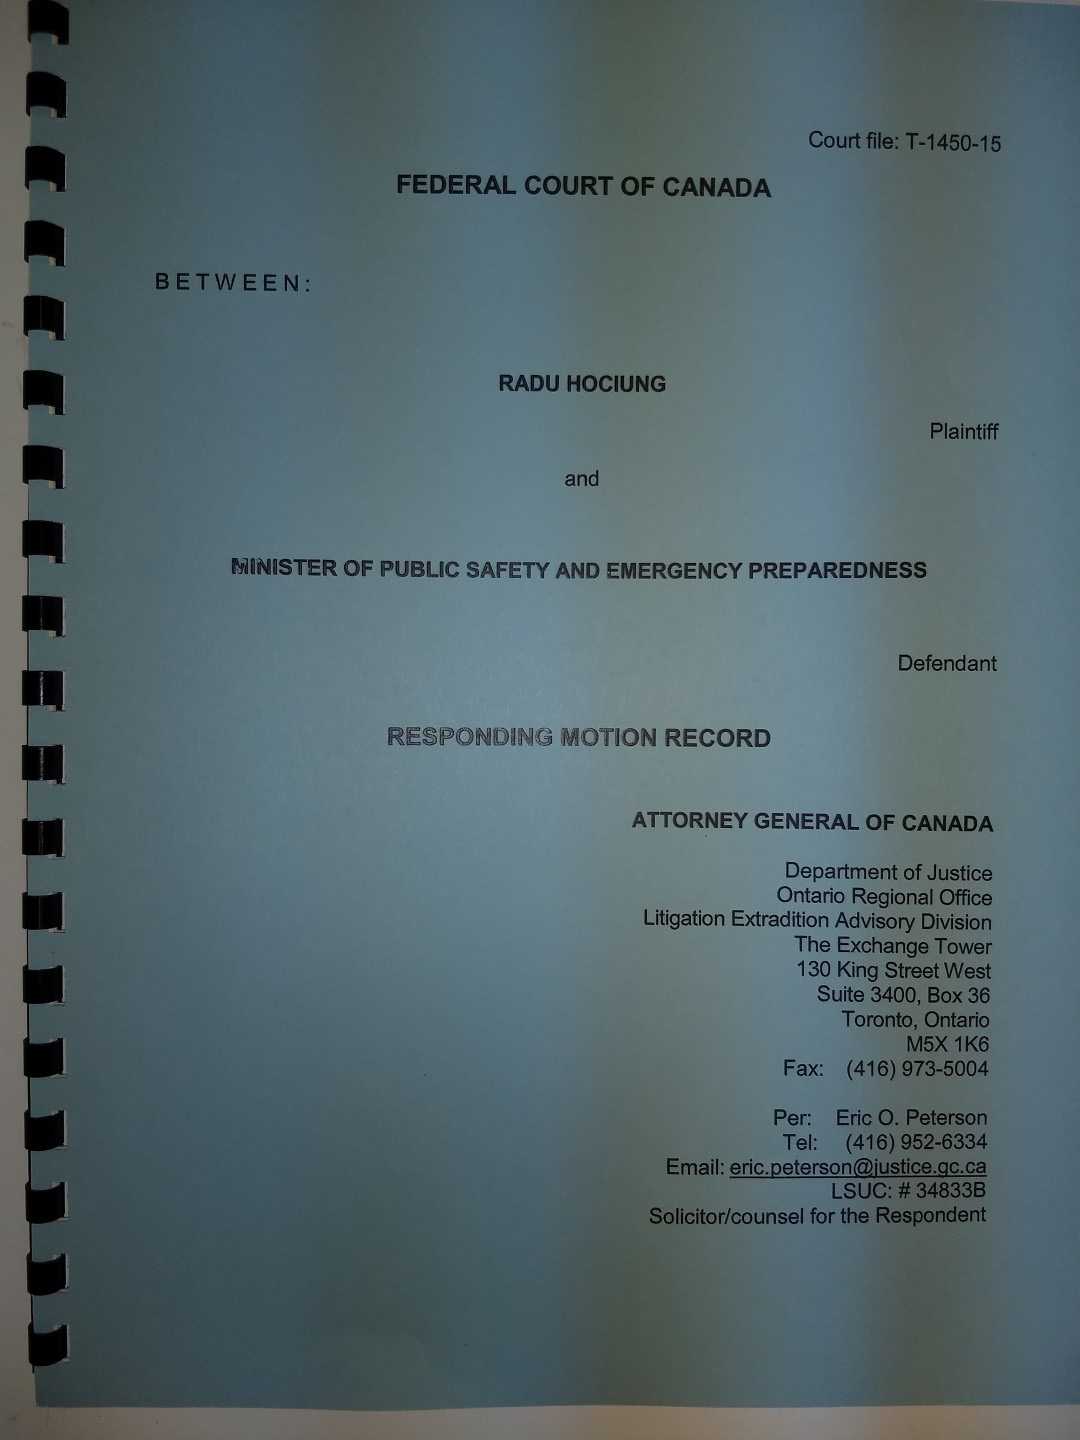 Court file: T-1450-15
FEDERAL COURT OF CANADA
B E T W E E N :
RADU HOCIUNG
Plaintiff
and
MINISTER OF PUBLIC SAFETY AND EMERGENCY PREPAREDNESS
Defendant
RESPONDING MOTION RECORD
ATTORNEY GENERAL OF CANADA
Department of Justice
Ontario Regional Office
Litigation Extradition Advisory Division
The Exchange Tower
130 King Street West
Suite 3400, Box 36
Toronto, Ontario
M5X 1K6
Fax: (416) 973-5004
Per: Eric O. Peterson
Tel: (416) 952-6334
Email: eric.peterson@justice.gc.ca
LSUC: # 34833B
Solicitor/counsel for the Respondent